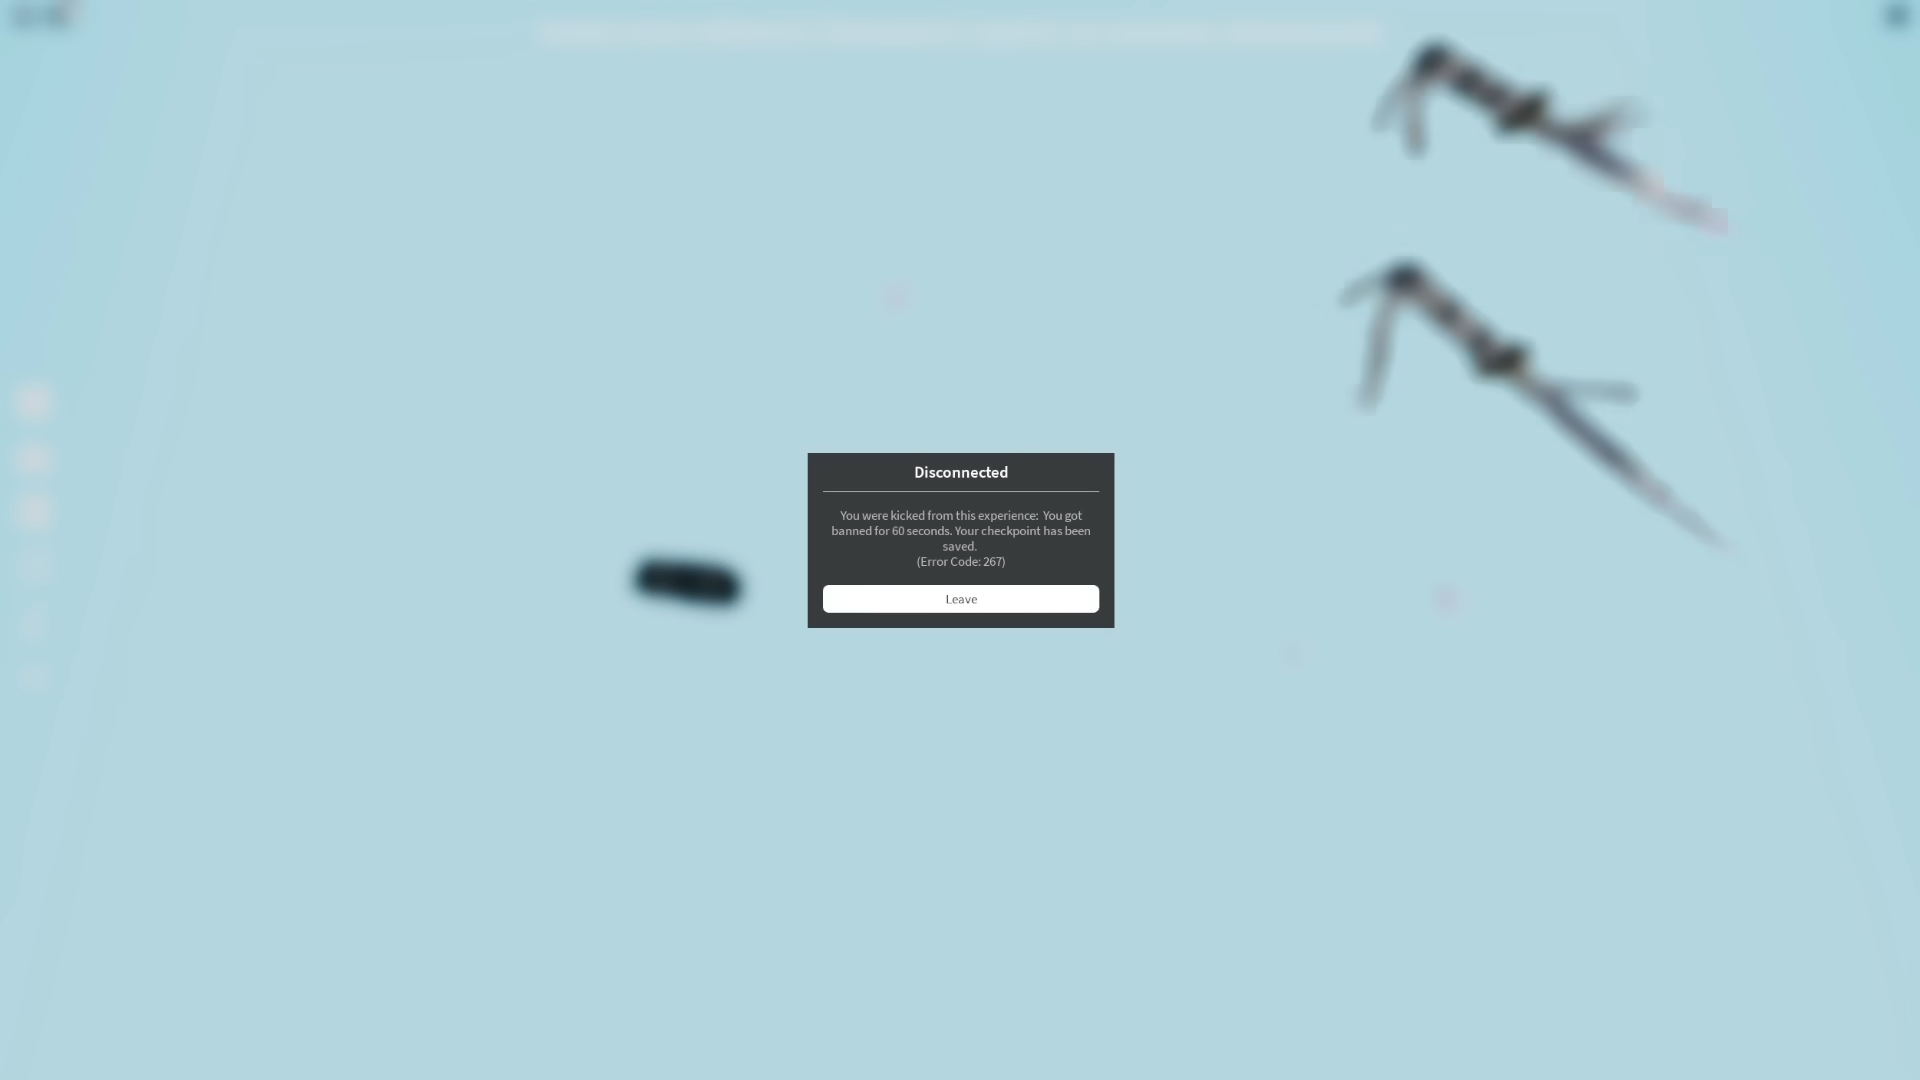 Disconnected
You were kicked from this experience: You got
banned for 60 seconds. Your checkpoint has been
saved.
(Error Code: 267)
Leave